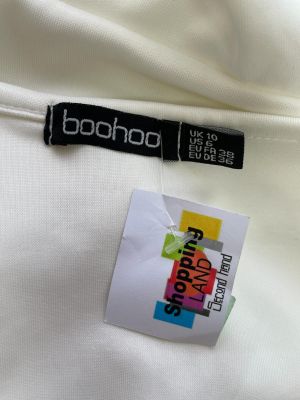 boohoo
UK 10
US 6
EU FR 38
EU DE 36
Shopping
LAND
Second hand